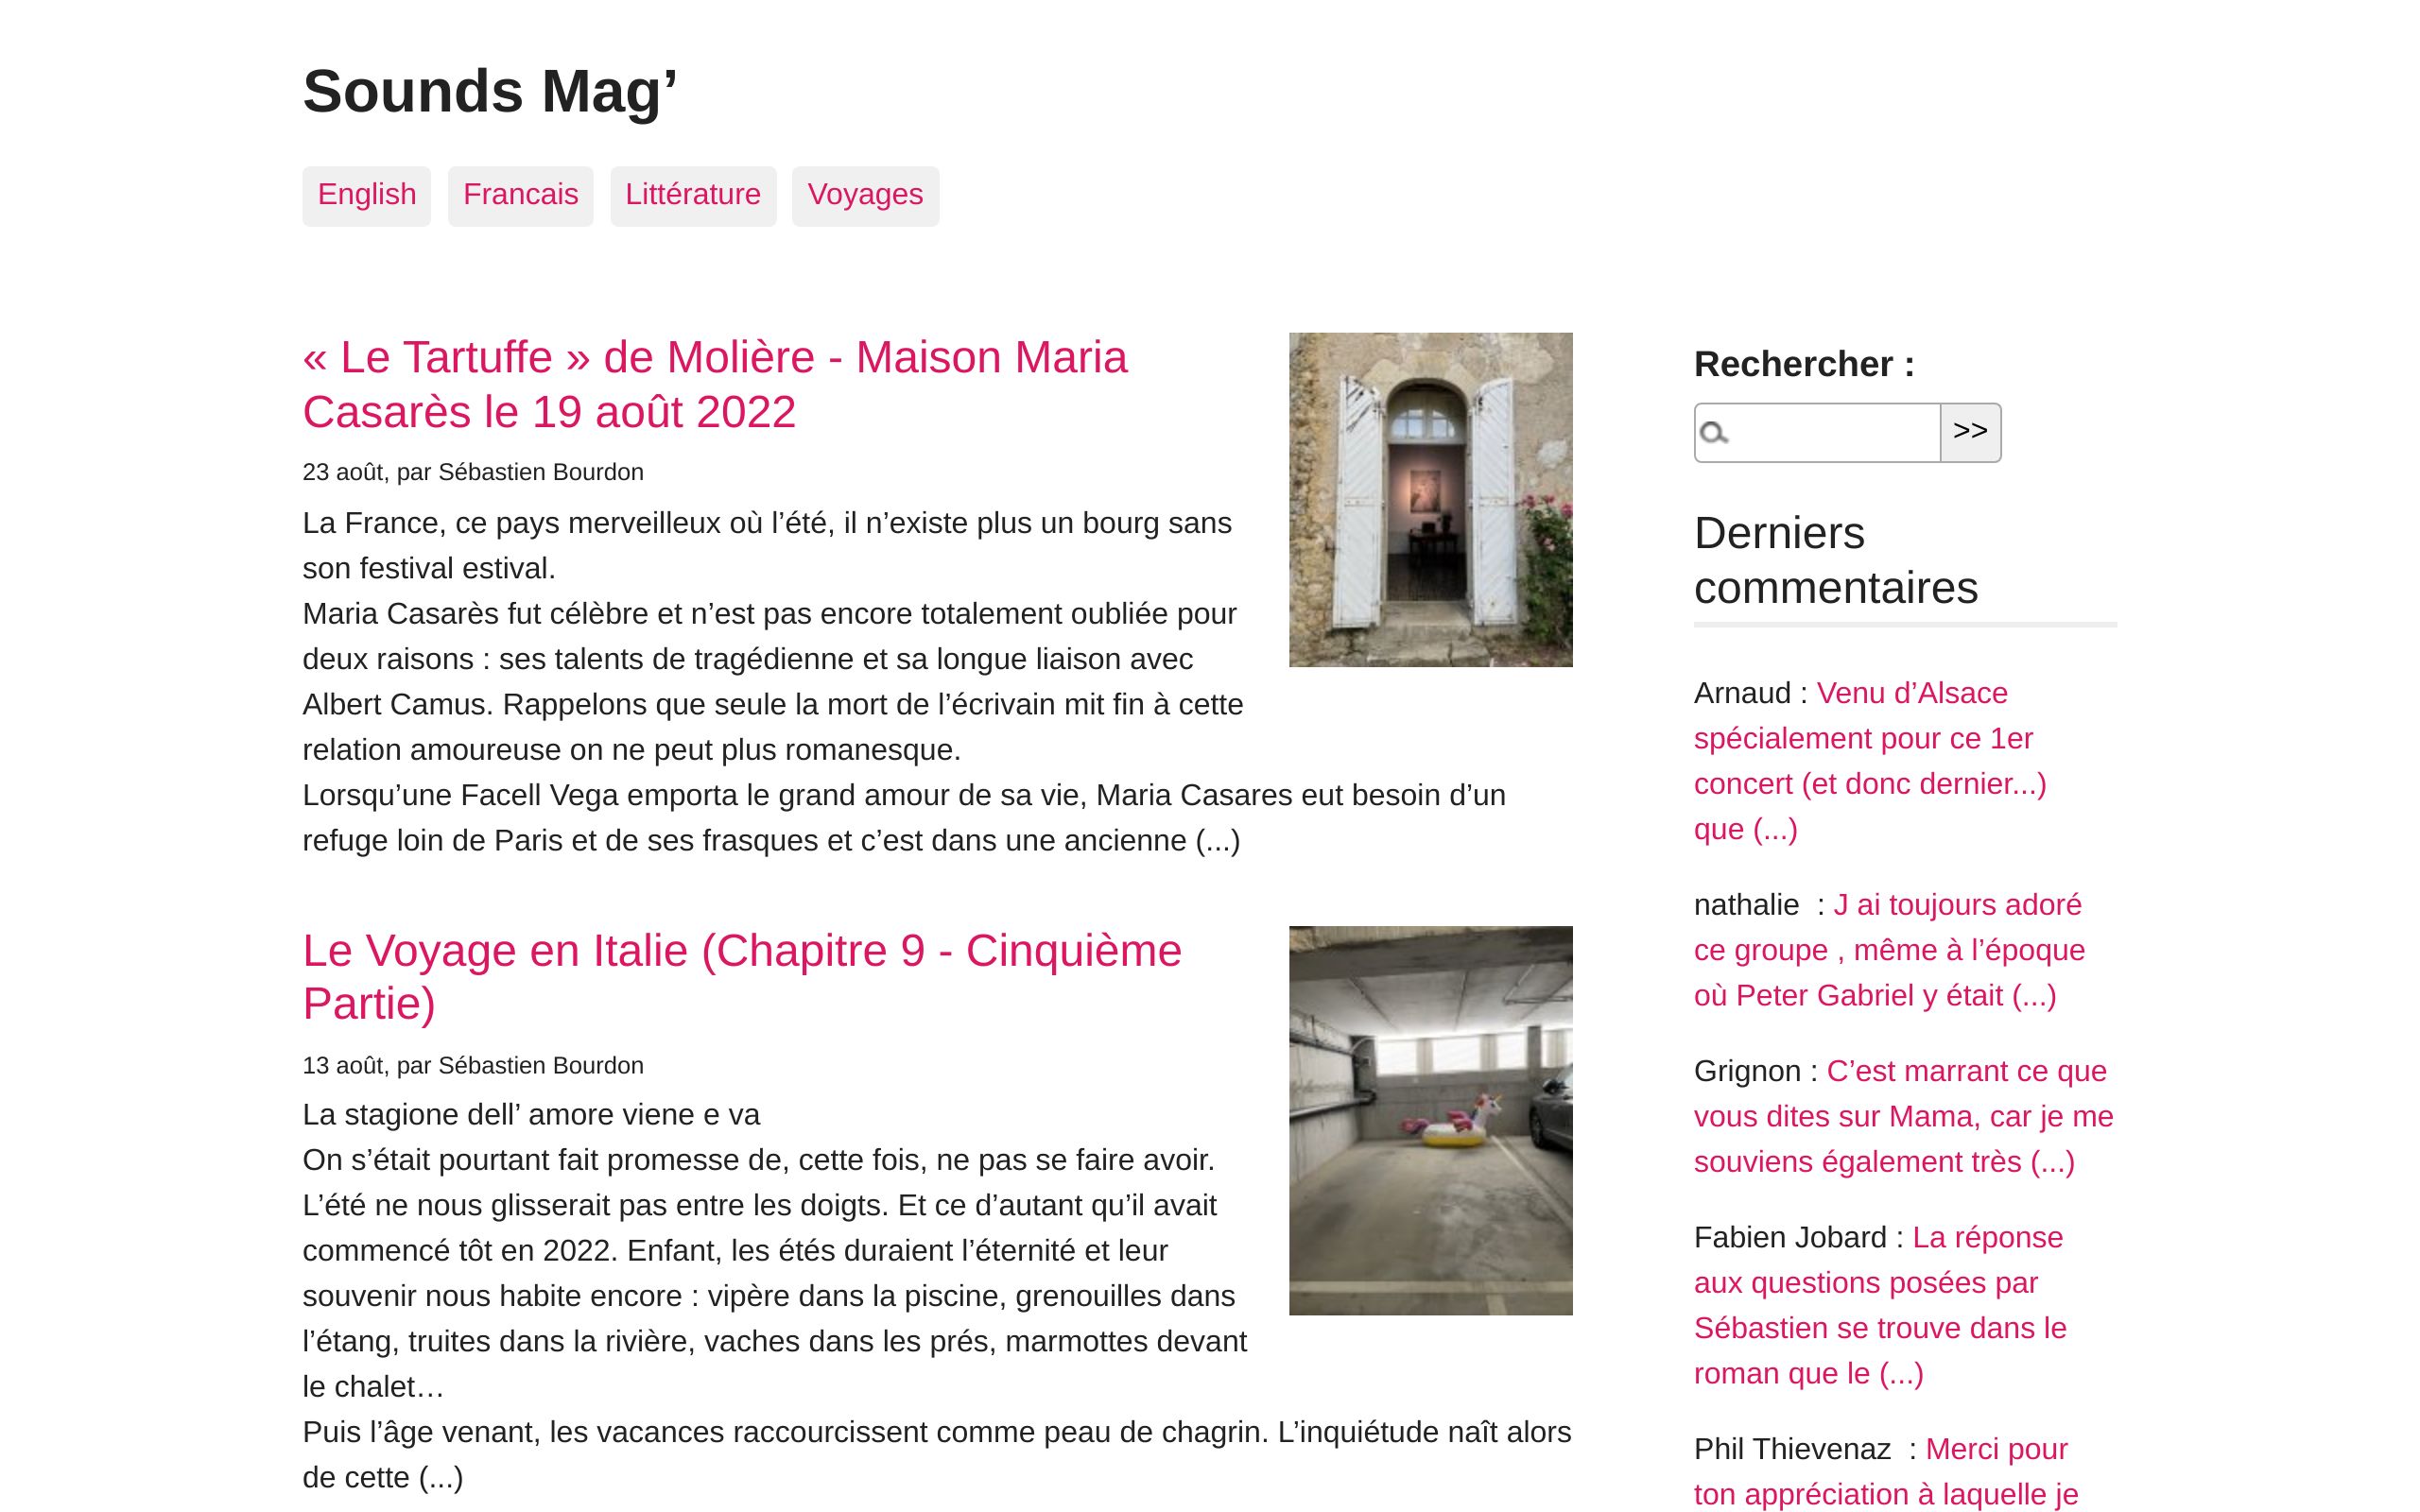 Sounds Mag’
English Francais Littérature Voyages
« Le Tartuffe » de Molière - Maison Maria
Casarès le 19 août 2022
23 août, par Sébastien Bourdon
La France, ce pays merveilleux où l’été, il n’existe plus un bourg sans
son festival estival.
Maria Casarès fut célèbre et n’est pas encore totalement oubliée pour
deux raisons : ses talents de tragédienne et sa longue liaison avec
Albert Camus. Rappelons que seule la mort de l’écrivain mit fin à cette
relation amoureuse on ne peut plus romanesque.
Lorsqu’une Facell Vega emporta le grand amour de sa vie, Maria Casares eut besoin d’un
refuge loin de Paris et de ses frasques et c’est dans une ancienne (...)
Le Voyage en Italie (Chapitre 9 - Cinquième
Partie)
13 août, par Sébastien Bourdon
La stagione dell’ amore viene e va
On s’était pourtant fait promesse de, cette fois, ne pas se faire avoir.
L’été ne nous glisserait pas entre les doigts. Et ce d’autant qu’il avait
commencé tôt en 2022. Enfant, les étés duraient l’éternité et leur
souvenir nous habite encore : vipère dans la piscine, grenouilles dans
l’étang, truites dans la rivière, vaches dans les prés, marmottes devant
le chalet…
Puis l’âge venant, les vacances raccourcissent comme peau de chagrin. L’inquiétude naît alors
de cette (...)
Rechercher :
>>
Derniers
commentaires
Arnaud : Venu d’Alsace
spécialement pour ce 1er
concert (et donc dernier...)
que (...)
nathalie  : J ai toujours adoré
ce groupe , même à l’époque
où Peter Gabriel y était (...)
Grignon : C’est marrant ce que
vous dites sur Mama, car je me
souviens également très (...)
Fabien Jobard : La réponse
aux questions posées par
Sébastien se trouve dans le
roman que le (...)
Phil Thievenaz  : Merci pour
ton appréciation à laquelle je